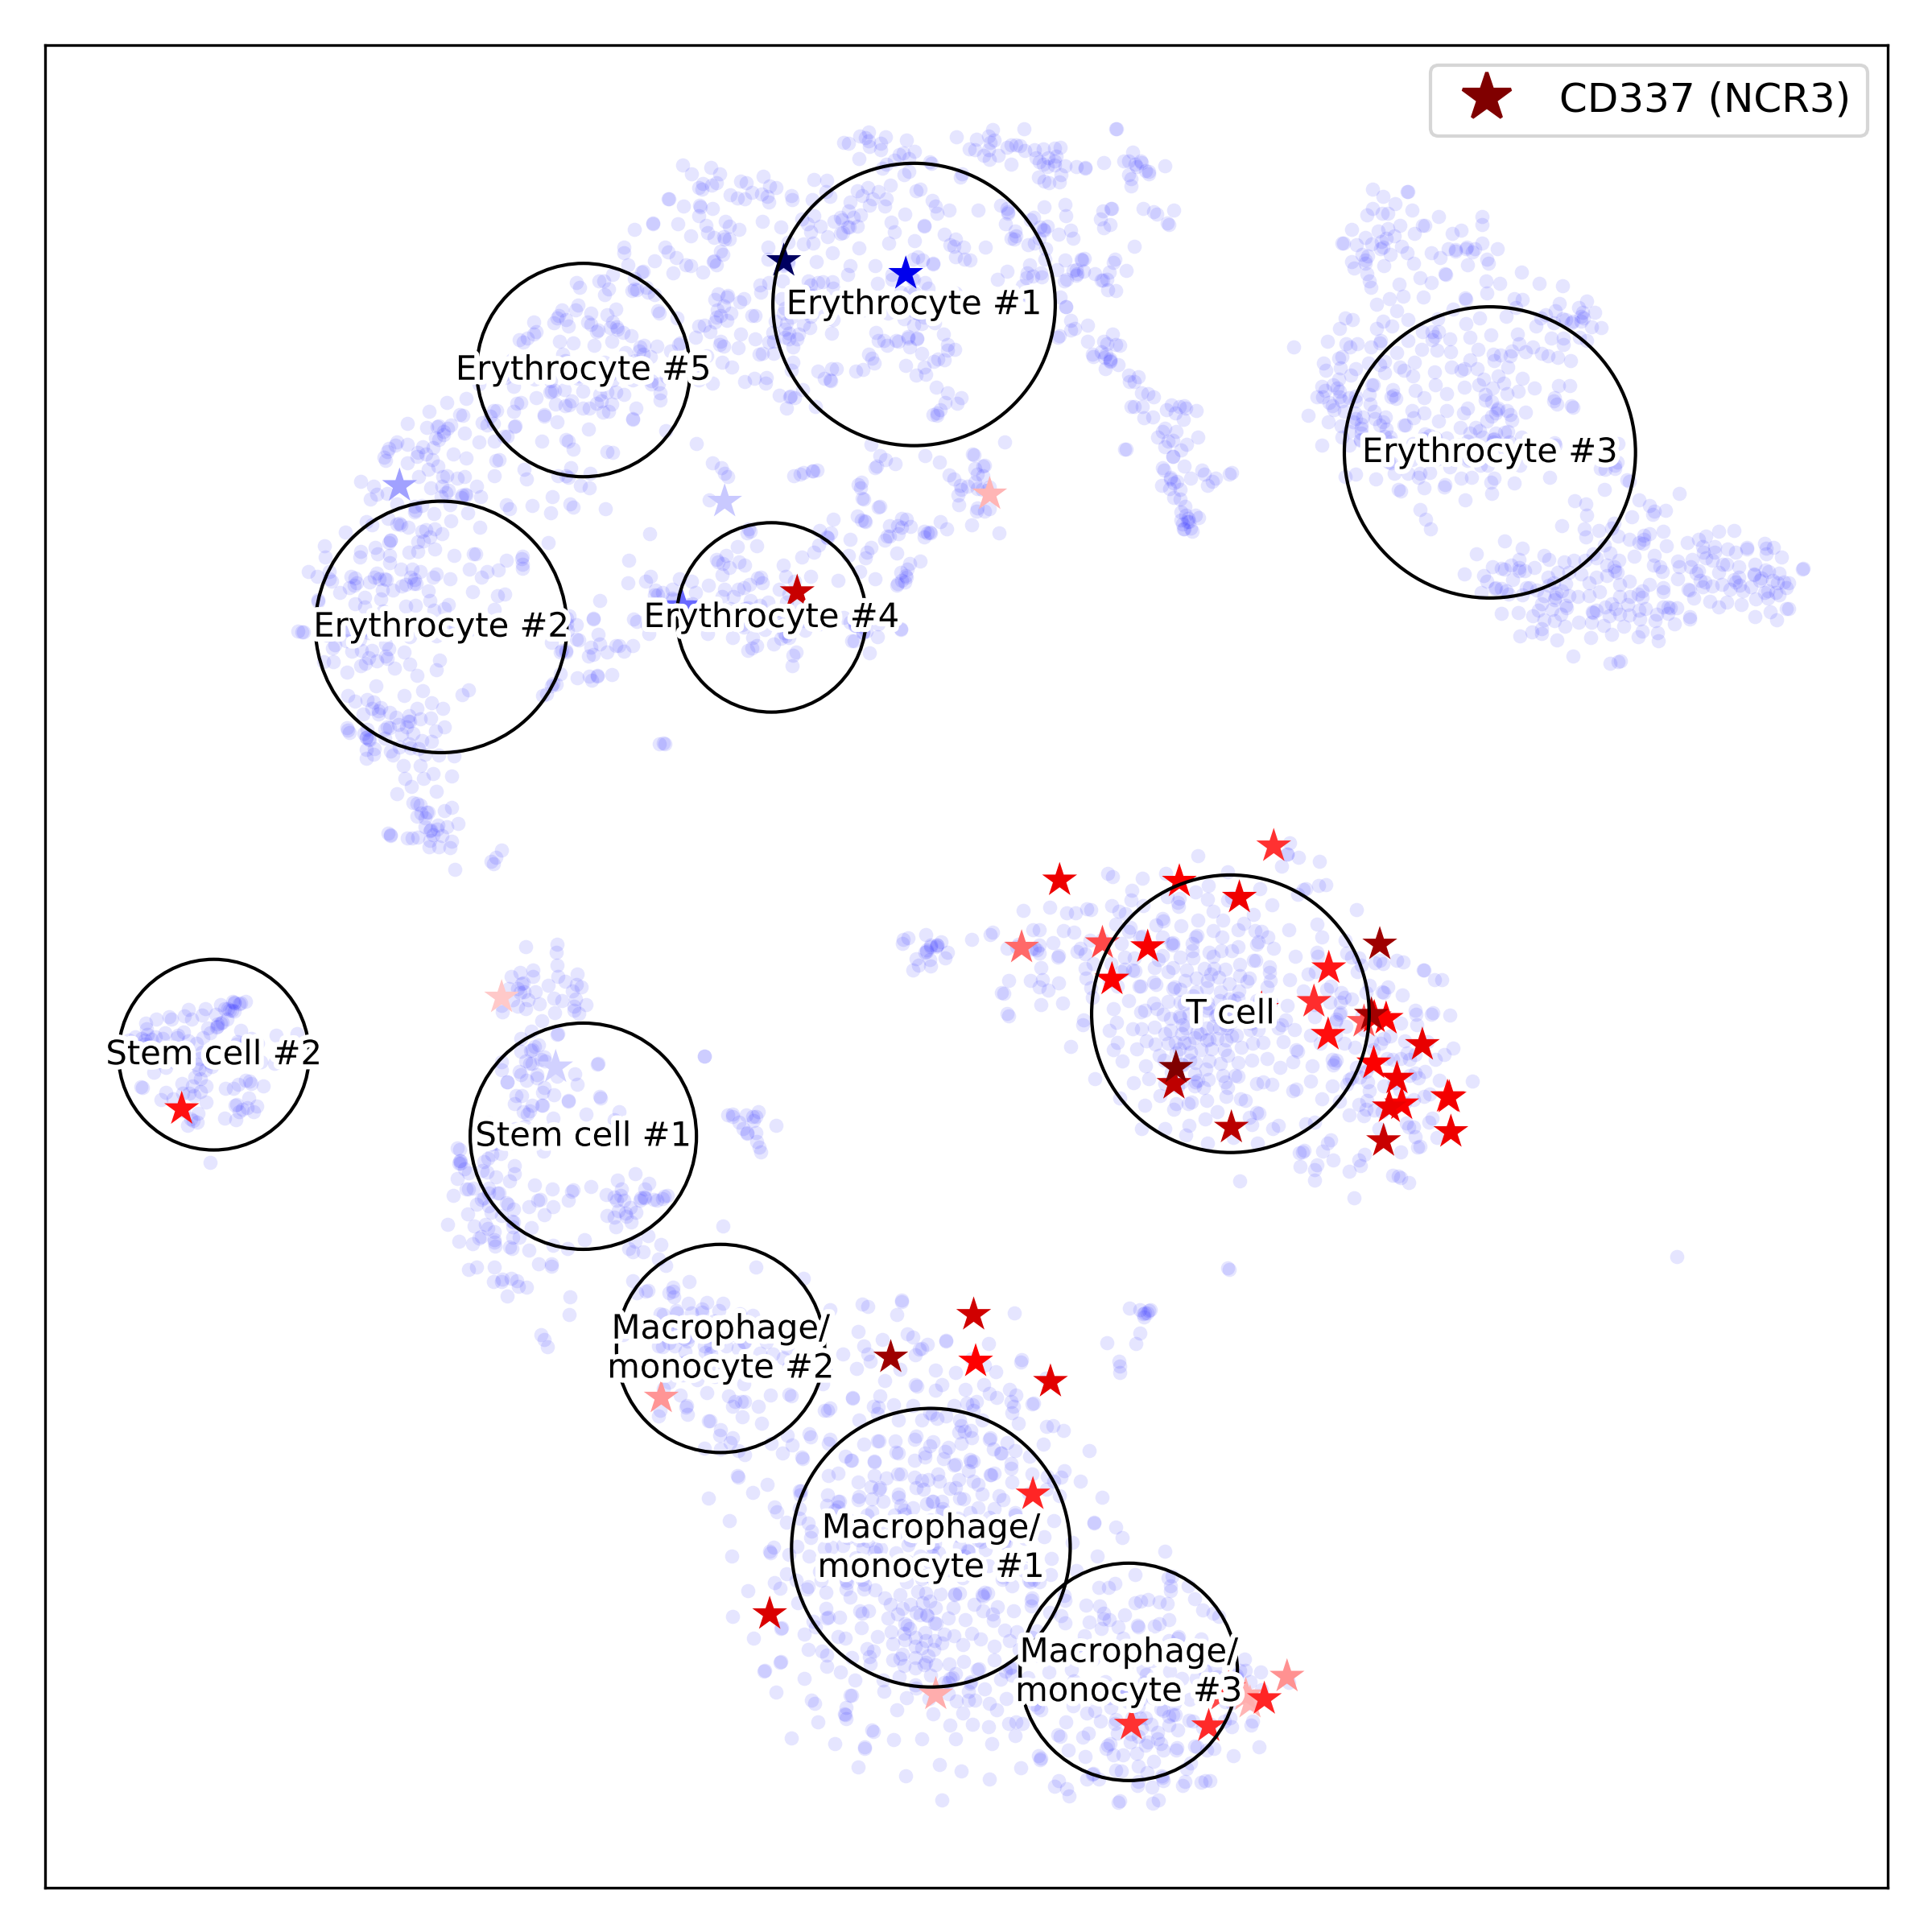 CD337 (NCR3)
Erythrocyte #1
Erythrocyte #5
Erythrocyte #3
Erythrocyte #4
Erythrocyte #2
T cell
Stem cell #2
Stem cell #1
Macrophage/
monocyte #2
Macrophage/
monocyte #1
Macrophage/
monocyte #3